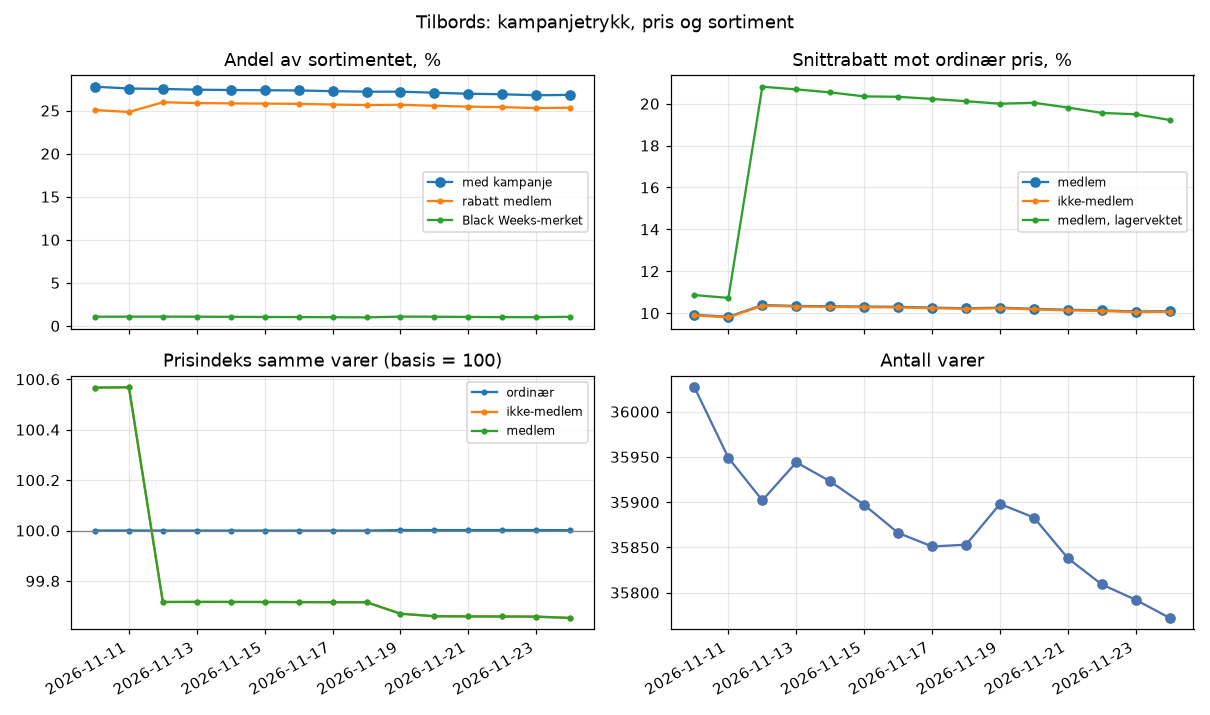 Tilbords: kampanjetrykk, pris og sortiment
Andel av sortimentet, %
25
20
15
10
5
0
med kampanje
rabatt medlem
Black Weeks-merket
Snittrabatt mot ordinær pris, %
20
18
16
14
12
10
medlem
ikke-medlem
medlem, lagervektet
Prisindeks samme varer (basis = 100)
100.6
100.4
100.2
100.0
99.8
ordinær
ikke-medlem
medlem
2026-11-11
2026-11-13
2026-11-15
2026-11-17
2026-11-19
2026-11-21
2026-11-23
Antall varer
36000
35950
35900
35850
35800
2026-11-11
2026-11-13
2026-11-15
2026-11-17
2026-11-19
2026-11-21
2026-11-23